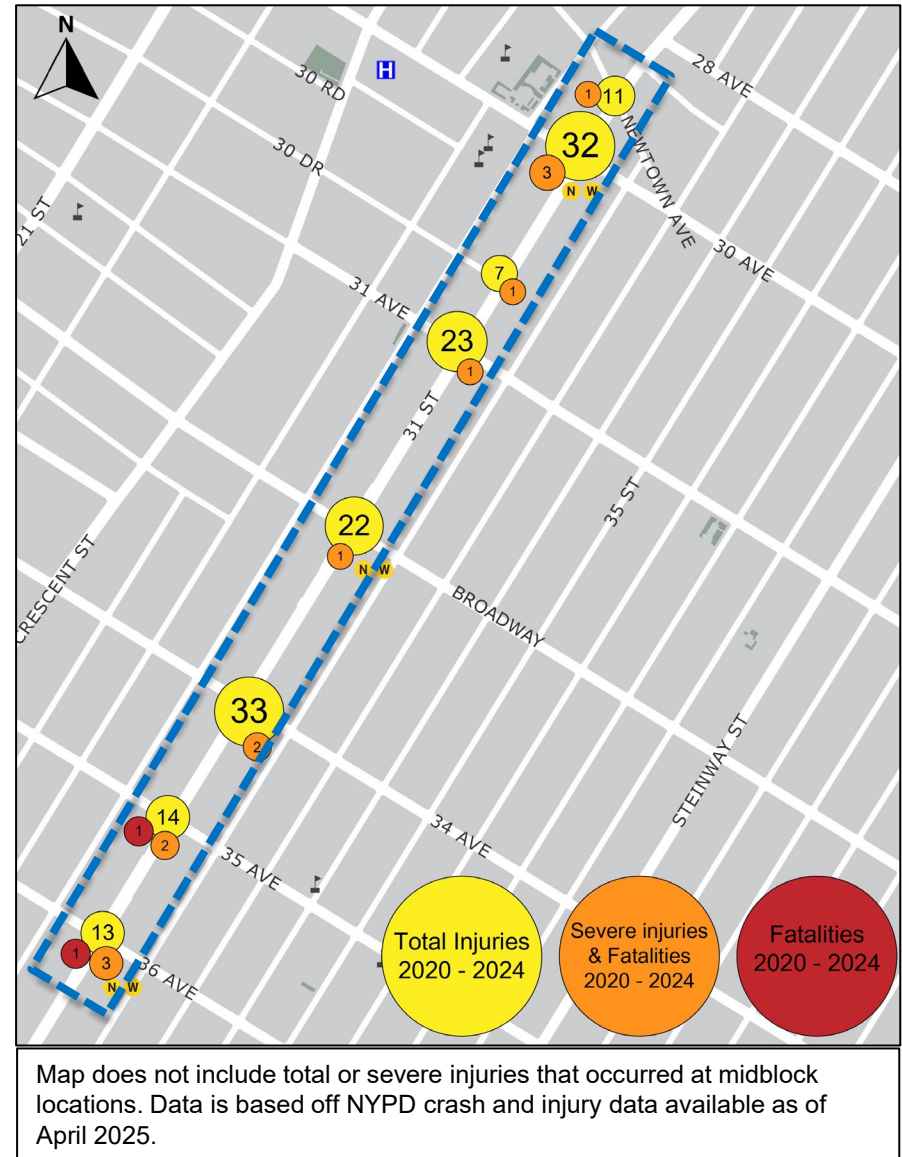 N
H
28 AVE
30 RD
1
11
NEWTOWN AVE
32
3
N W
30 DR
30 AVE
21 ST
7
1
31 AVE
23
1
31 ST
35 ST
22
1
N W
CRESCENT ST
BROADWAY
33
2
STEINWAY ST
14
1
2
34 AVE
35 AVE
13
1
3
N W
36 AVE
Total Injuries
2020 - 2024
Severe injuries
& Fatalities
2020 - 2024
Fatalities
2020 - 2024
Map does not include total or severe injuries that occurred at midblock
locations. Data is based off NYPD crash and injury data available as of
April 2025.